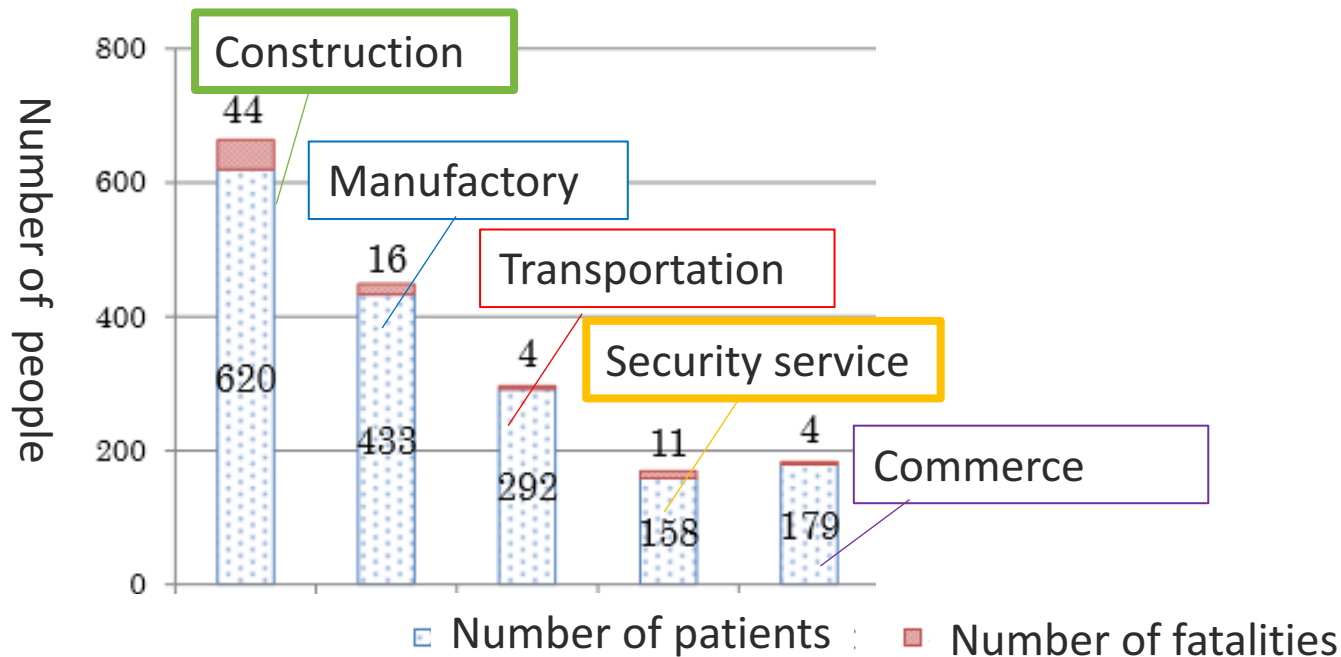 Number of people
800
600
400
200
0
Construction
44
620
Manufactory
16
433
Transportation
4
292
Security service
11
158
Commerce
4
179
Number of patients :
Number of fatalities